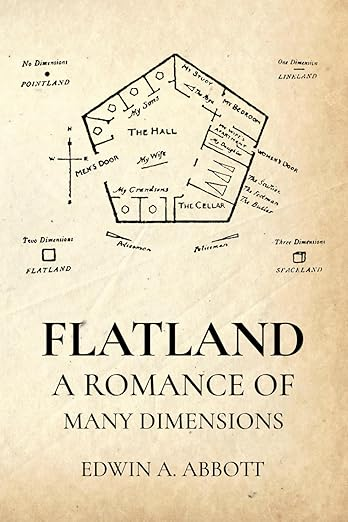 No Dimensions
POINTLAND
One Dimension
LINELAND
MY STUDY
MY BEDROOM
The Page
My Sons
THE HALL
MY WIFE'S
APARTMENT
My Daughter
WOMEN'S DOOR
N
W
E
S
MEN'S DOOR
My Wife
My Grandsons
THE CELLAR
The Scullion
The Footman
The Butler
Policeman
Policeman
Two Dimensions
FLATLAND
Three Dimensions
SPACELAND
FLATLAND
A ROMANCE OF
MANY DIMENSIONS
EDWIN A. ABBOTT